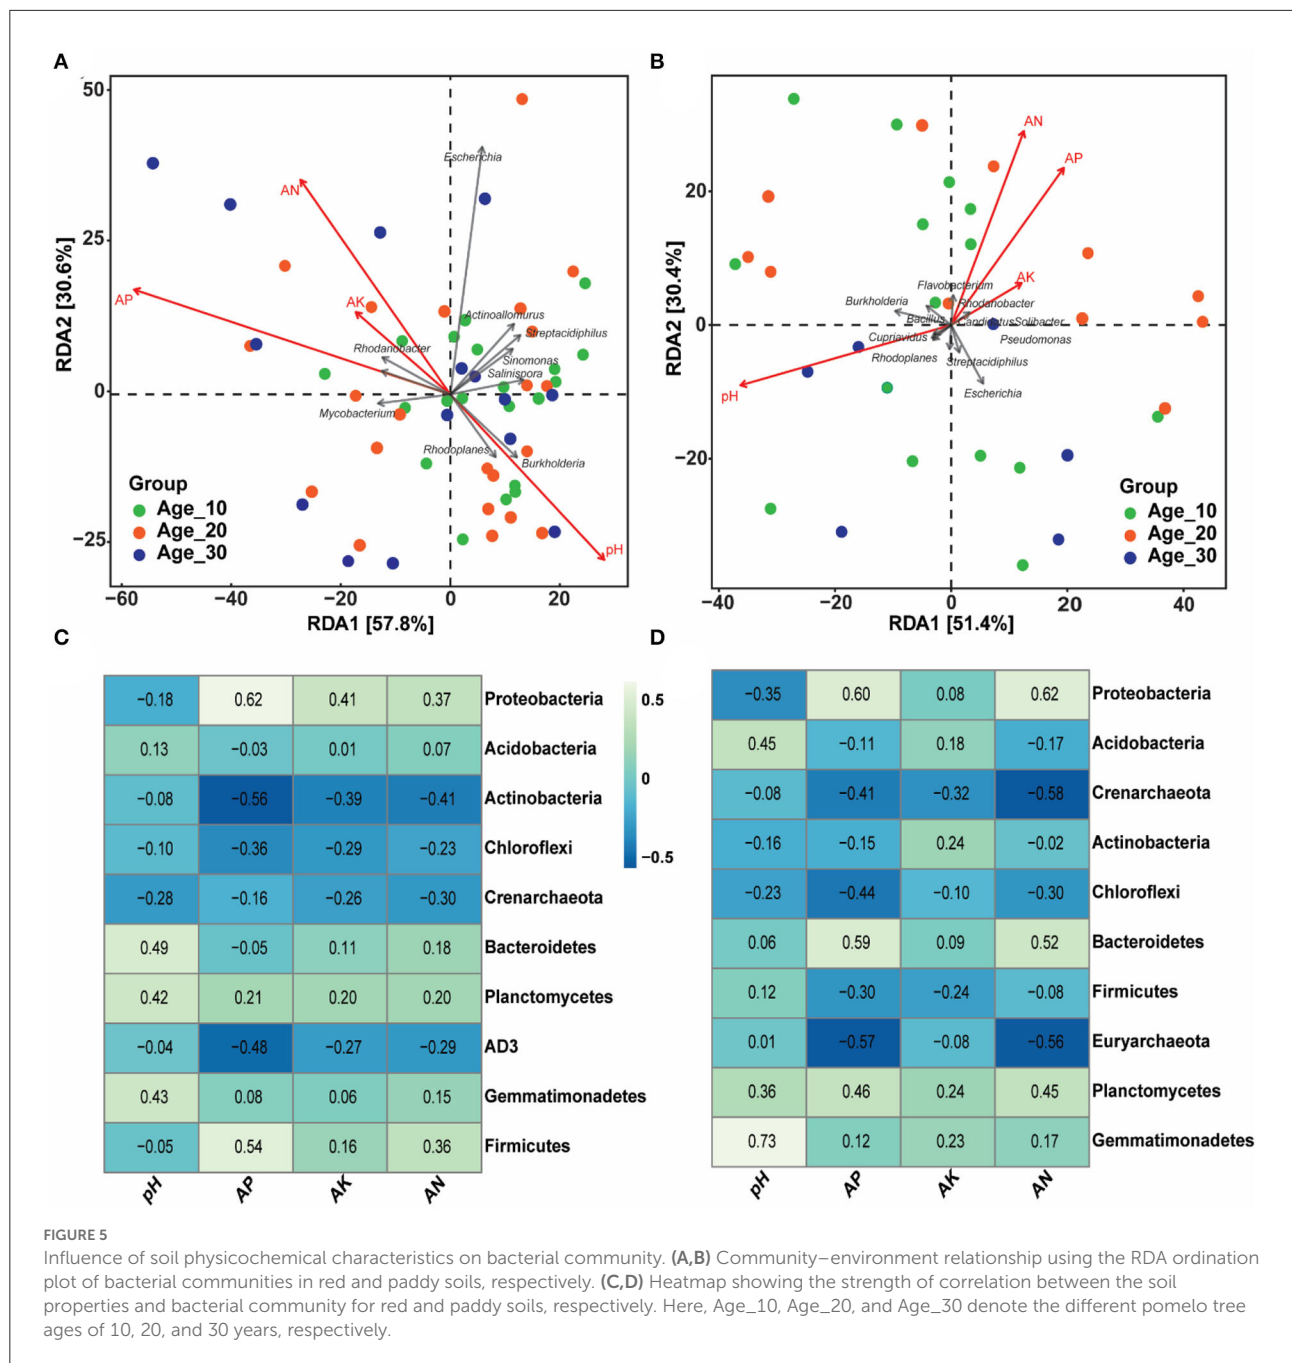 A
50
25
0
−25
RDA2 [30.6%]
AN
AP
AK
pH
Escherichia
Actinoallomurus
Streptacidiphilus
Rhodanobacter
Sinomonas
Salinispora
Mycobacterium
Rhodoplanes
Burkholderia
Group
Age_10
Age_20
Age_30
−60
−40
−20
0
20
RDA1 [57.8%]
B
20
0
−20
RDA2 [30.4%]
AN
AP
AK
pH
Flavobacterium
Burkholderia
Rhodanobacter
Bacillus
CandidatusSolibacter
Cupriavidus
Pseudomonas
Rhodoplanes
Streptacidiphilus
Escherichia
Group
Age_10
Age_20
Age_30
−40
−20
0
20
40
RDA1 [51.4%]
C
−0.18 0.62 0.41 0.37 Proteobacteria
0.13 −0.03 0.01 0.07 Acidobacteria
−0.08 −0.56 −0.39 −0.41 Actinobacteria
−0.10 −0.36 −0.29 −0.23 Chloroflexi
−0.28 −0.16 −0.26 −0.30 Crenarchaeota
0.49 −0.05 0.11 0.18 Bacteroidetes
0.42 0.21 0.20 0.20 Planctomycetes
−0.04 −0.48 −0.27 −0.29 AD3
0.43 0.08 0.06 0.15 Gemmatimonadetes
−0.05 0.54 0.16 0.36 Firmicutes
pH AP AK AN
0.5
0
−0.5
D
−0.35 0.60 0.08 0.62 Proteobacteria
0.45 −0.11 0.18 −0.17 Acidobacteria
−0.08 −0.41 −0.32 −0.58 Crenarchaeota
−0.16 −0.15 0.24 −0.02 Actinobacteria
−0.23 −0.44 −0.10 −0.30 Chloroflexi
0.06 0.59 0.09 0.52 Bacteroidetes
0.12 −0.30 −0.24 −0.08 Firmicutes
0.01 −0.57 −0.08 −0.56 Euryarchaeota
0.36 0.46 0.24 0.45 Planctomycetes
0.73 0.12 0.23 0.17 Gemmatimonadetes
pH AP AK AN
FIGURE 5
Influence of soil physicochemical characteristics on bacterial community. (A,B) Community–environment relationship using the RDA ordination
plot of bacterial communities in red and paddy soils, respectively. (C,D) Heatmap showing the strength of correlation between the soil
properties and bacterial community for red and paddy soils, respectively. Here, Age_10, Age_20, and Age_30 denote the different pomelo tree
ages of 10, 20, and 30 years, respectively.